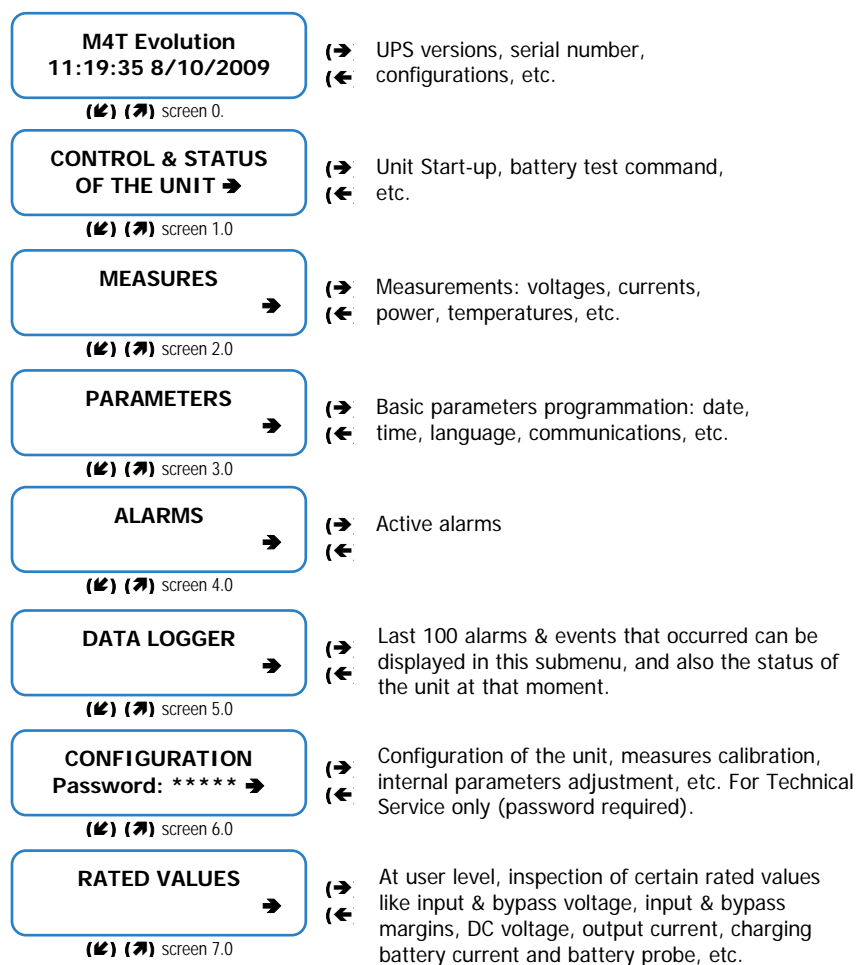 M4T Evolution
11:19:35 8/10/2009
(➔) UPS versions, serial number,
(🡰 configurations, etc.
(⬋) (⬈) screen 0.
CONTROL & STATUS
OF THE UNIT ➔
(➔ Unit Start-up, battery test command,
(🡰 etc.
(⬋) (⬈) screen 1.0
MEASURES
➔
(➔ Measurements: voltages, currents,
(🡰 power, temperatures, etc.
(⬋) (⬈) screen 2.0
PARAMETERS
➔
(➔ Basic parameters programmation: date,
(🡰 time, language, communications, etc.
(⬋) (⬈) screen 3.0
ALARMS
➔
(➔ Active alarms
(🡰
(⬋) (⬈) screen 4.0
DATA LOGGER
➔
(➔ Last 100 alarms & events that occurred can be
(🡰 displayed in this submenu, and also the status of
the unit at that moment.
(⬋) (⬈) screen 5.0
CONFIGURATION
Password: ***** ➔
(➔ Configuration of the unit, measures calibration,
(🡰 internal parameters adjustment, etc. For Technical
Service only (password required).
(⬋) (⬈) screen 6.0
RATED VALUES
➔
(➔ At user level, inspection of certain rated values
(🡰 like input & bypass voltage, input & bypass
margins, DC voltage, output current, charging
battery current and battery probe, etc.
(⬋) (⬈) screen 7.0